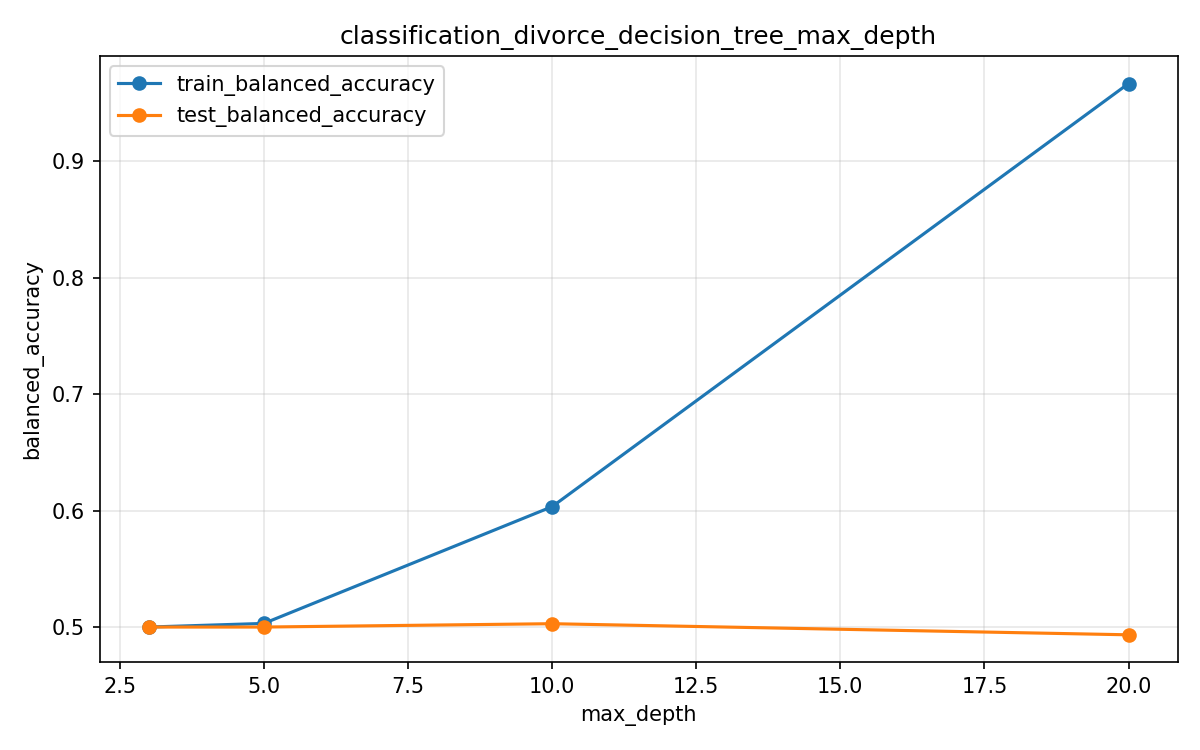 classification_divorce_decision_tree_max_depth
train_balanced_accuracy
test_balanced_accuracy
balanced_accuracy
0.9
0.8
0.7
0.6
0.5
2.5 5.0 7.5 10.0 12.5 15.0 17.5 20.0
max_depth